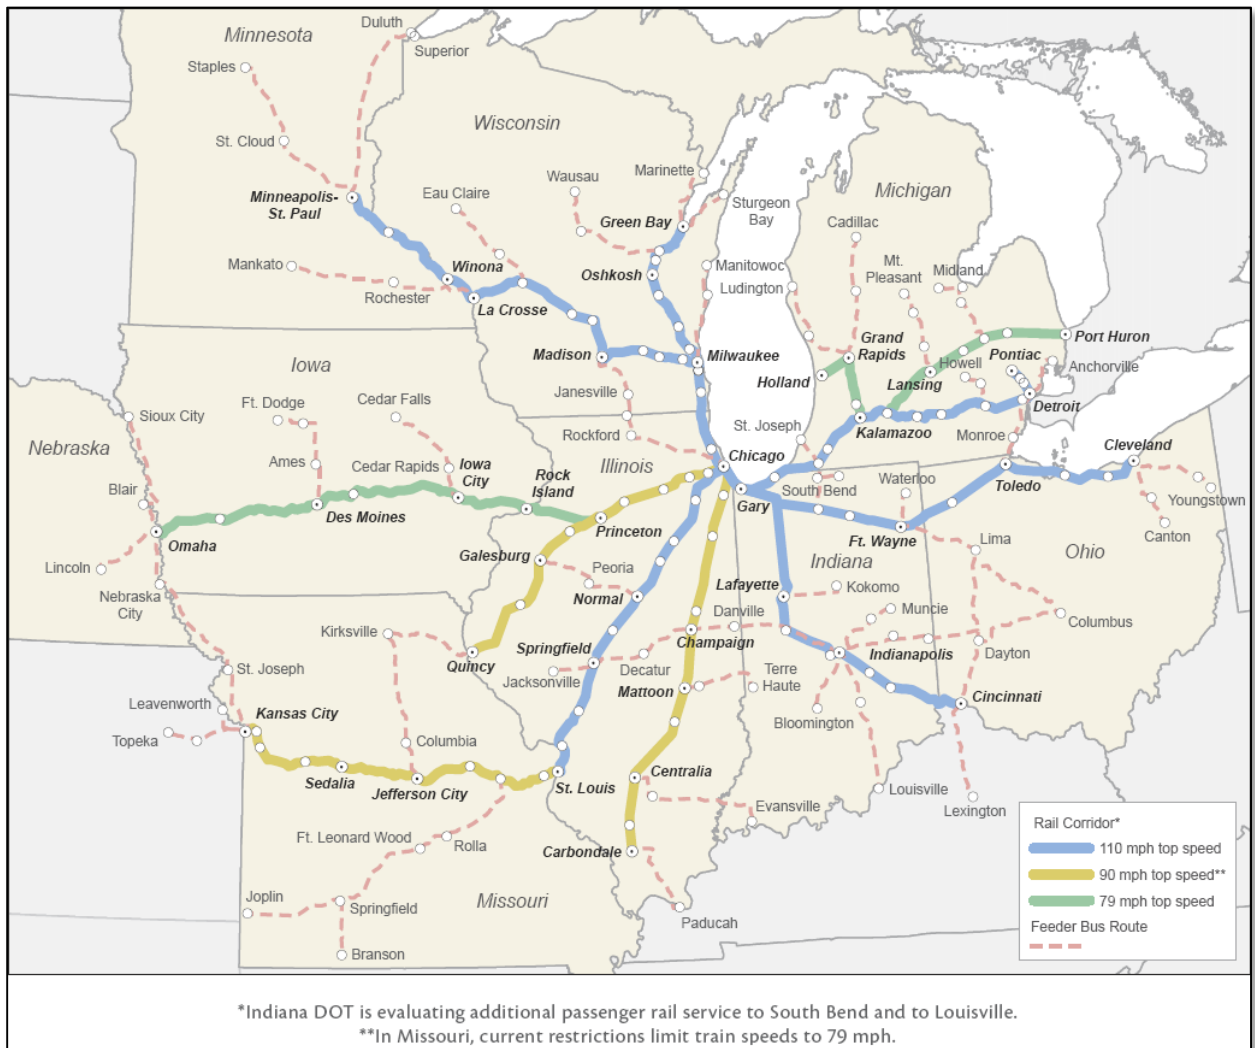 Duluth
Minnesota
Superior
Staples
Wisconsin
St. Cloud
Marinette
Wausau
Minneapolis-
St. Paul
Eau Claire
Michigan
Sturgeon
Bay
Green Bay
Cadillac
Mankato
Winona
Oshkosh
Manitowoc
Mt.
Pleasant
Midland
Ludington
Rochester
La Crosse
Grand
Rapids
Port Huron
Madison
Milwaukee
Pontiac
Iowa
Howell
Anchorville
Holland
Lansing
Janesville
Ft. Dodge
Cedar Falls
Detroit
Sioux City
St. Joseph
Kalamazoo
Monroe
Rockford
Cleveland
Nebraska
Chicago
Ames
Cedar Rapids
Iowa
City
Illinois
Rock
Island
South Bend
Waterloo
Toledo
Blair
Youngstown
Gary
Des Moines
Princeton
Ft. Wayne
Canton
Omaha
Lima
Ohio
Galesburg
Indiana
Lincoln
Peoria
Lafayette
Kokomo
Nebraska
City
Normal
Danville
Muncie
Columbus
Kirksville
Springfield
Champaign
Indianapolis
Dayton
Quincy
St. Joseph
Jacksonville
Decatur
Terre
Haute
Mattoon
Leavenworth
Cincinnati
Kansas City
Bloomington
Topeka
Columbia
Centralia
Sedalia
Jefferson City
St. Louis
Louisville
Evansville
Lexington
Ft. Leonard Wood
Rolla
Carbondale
Joplin
Springfield
Missouri
Paducah
Branson
Rail Corridor*
110 mph top speed
90 mph top speed**
79 mph top speed
Feeder Bus Route
*Indiana DOT is evaluating additional passenger rail service to South Bend and to Louisville.
**In Missouri, current restrictions limit train speeds to 79 mph.